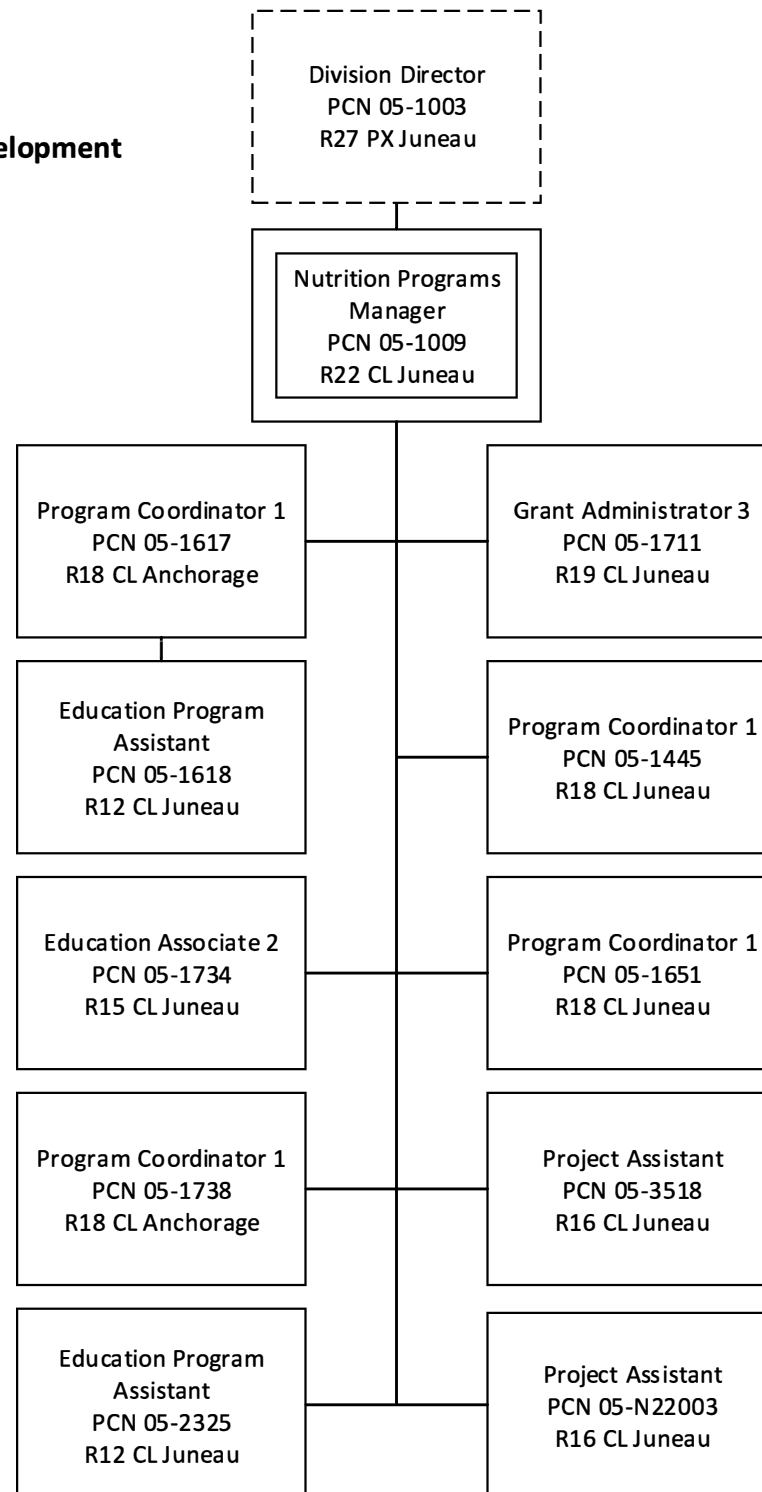 Division Director
PCN 05-1003
R27 PX Juneau
Nutrition Programs
Manager
PCN 05-1009
R22 CL Juneau
Program Coordinator 1
PCN 05-1617
R18 CL Anchorage
Grant Administrator 3
PCN 05-1711
R19 CL Juneau
Education Program
Assistant
PCN 05-1618
R12 CL Juneau
Program Coordinator 1
PCN 05-1445
R18 CL Juneau
Education Associate 2
PCN 05-1734
R15 CL Juneau
Program Coordinator 1
PCN 05-1651
R18 CL Juneau
Program Coordinator 1
PCN 05-1738
R18 CL Anchorage
Project Assistant
PCN 05-3518
R16 CL Juneau
Education Program
Assistant
PCN 05-2325
R12 CL Juneau
Project Assistant
PCN 05-N22003
R16 CL Juneau